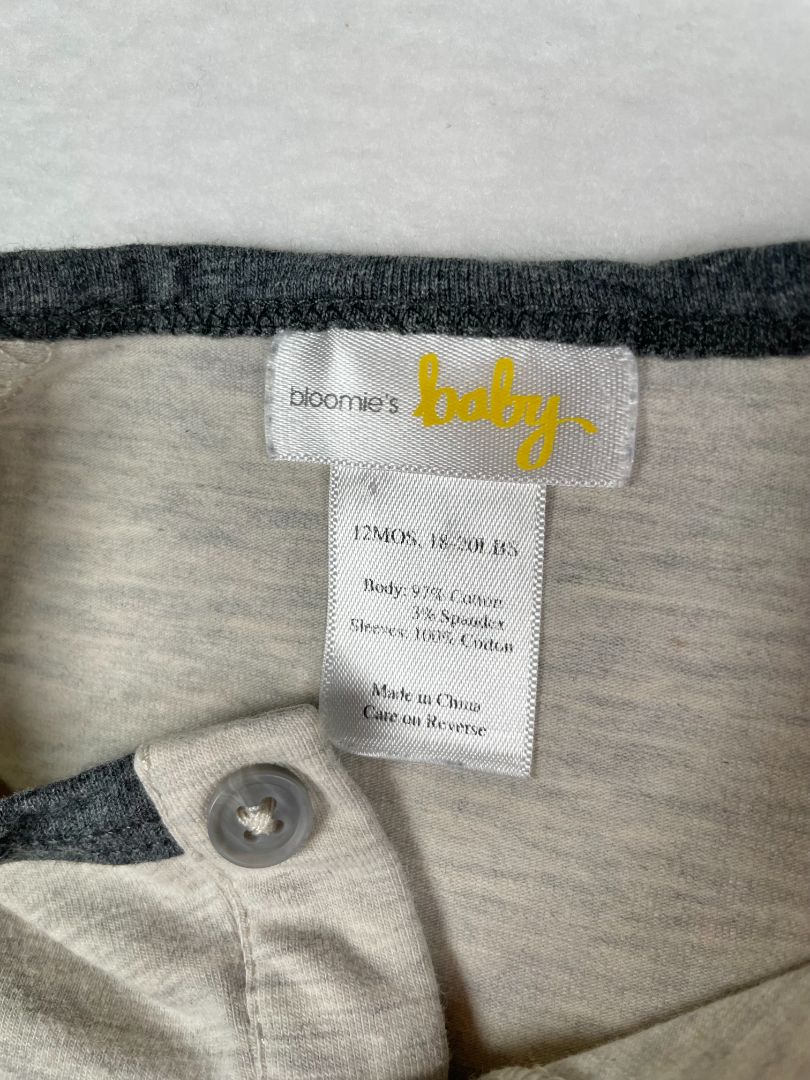 bloomie's baby
12MOS. 18-20LBS
Body: 97% Cotton
3% Spandex
Sleeves: 100% Cotton
Made in China
Care on Reverse